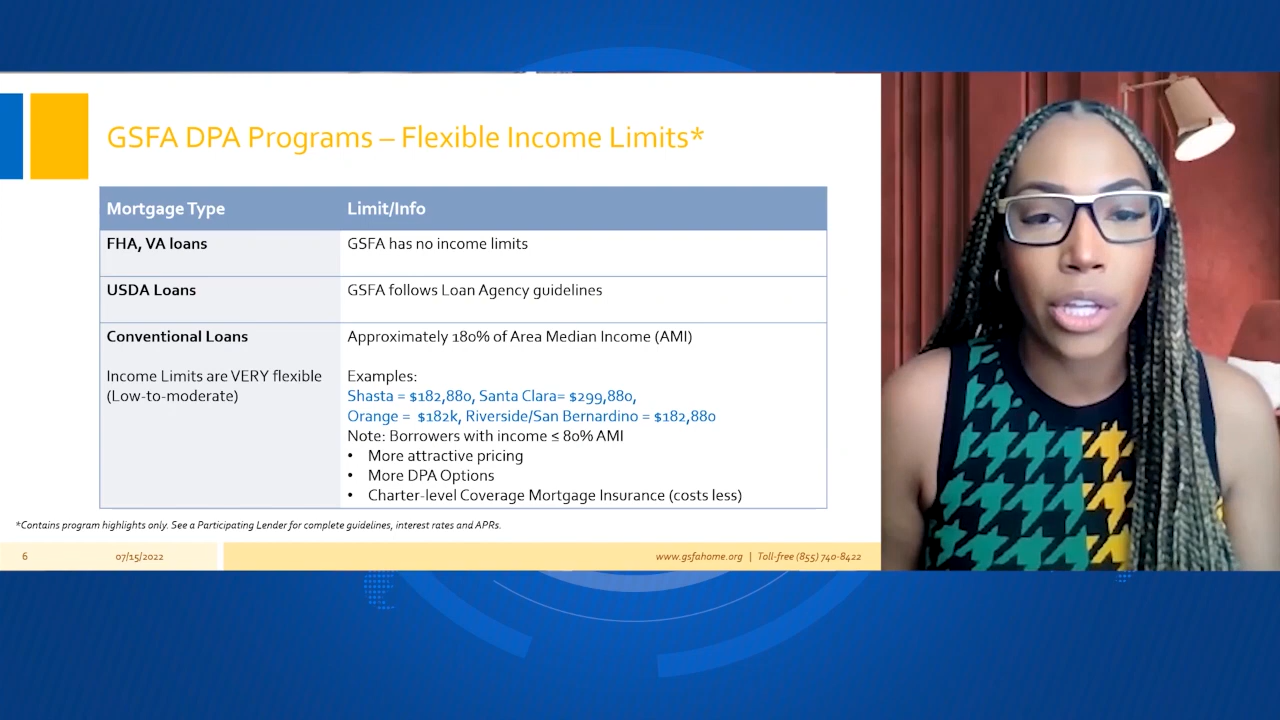 GSFA DPA Programs – Flexible Income Limits*
Mortgage Type
Limit/Info
FHA, VA loans
GSFA has no income limits
USDA Loans
GSFA follows Loan Agency guidelines
Conventional Loans
Income Limits are VERY flexible
(Low-to-moderate)
Approximately 180% of Area Median Income (AMI)
Examples:
Shasta = $182,880, Santa Clara= $299,880,
Orange = $182k, Riverside/San Bernardino = $182,880
Note: Borrowers with income ≤ 80% AMI
• More attractive pricing
• More DPA Options
• Charter-level Coverage Mortgage Insurance (costs less)
*Contains program highlights only. See a Participating Lender for complete guidelines, interest rates and APRs.
6
07/15/2022
www.gsfahome.org | Toll-free (855) 740-8422